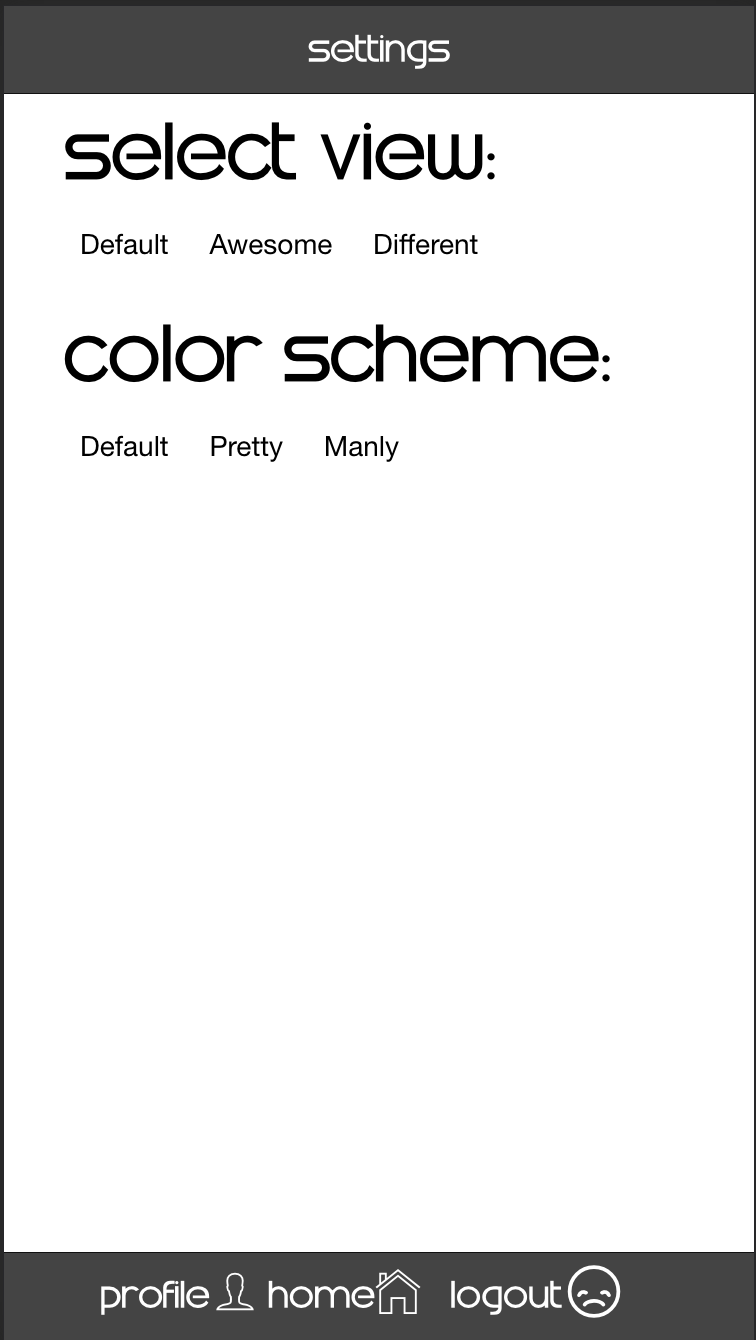 settings
select view:
Default Awesome Different
color scheme:
Default Pretty Manly
profile home logout